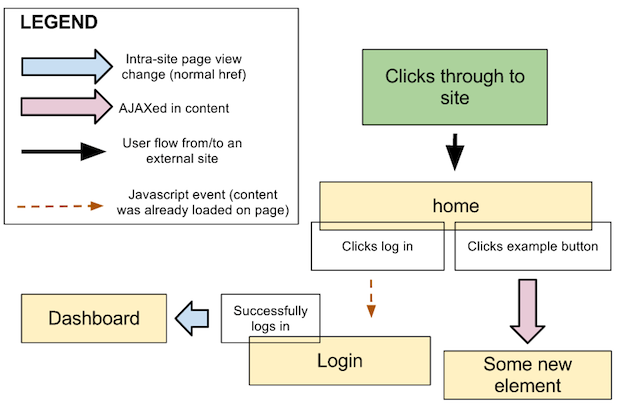 LEGEND
Intra-site page view
change (normal href)
AJAXed in content
User flow from/to an
external site
Javascript event (content
was already loaded on page)
Clicks through to
site
home
Clicks log in
Clicks example button
Successfully
logs in
Dashboard
Login
Some new
element